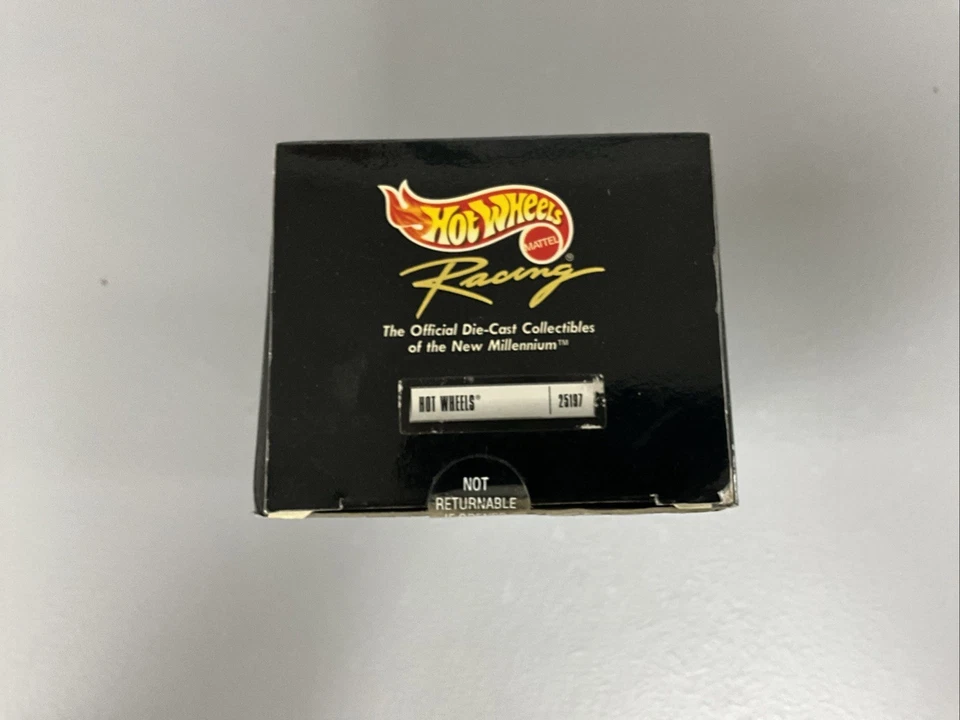 HOT WHEELS
MATTEL
®
Racing
The Official Die-Cast Collectibles
of the New Millennium™
HOT WHEELS® 25197
NOT
RETURNABLE